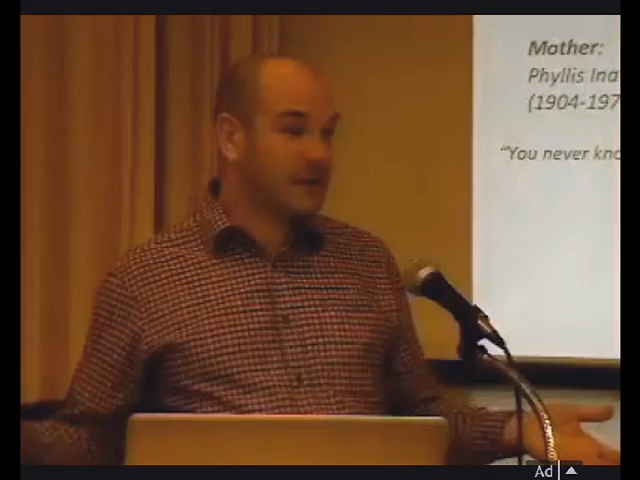 Mother:
Phyllis Ina
(1904-197
“You never kno
Ad